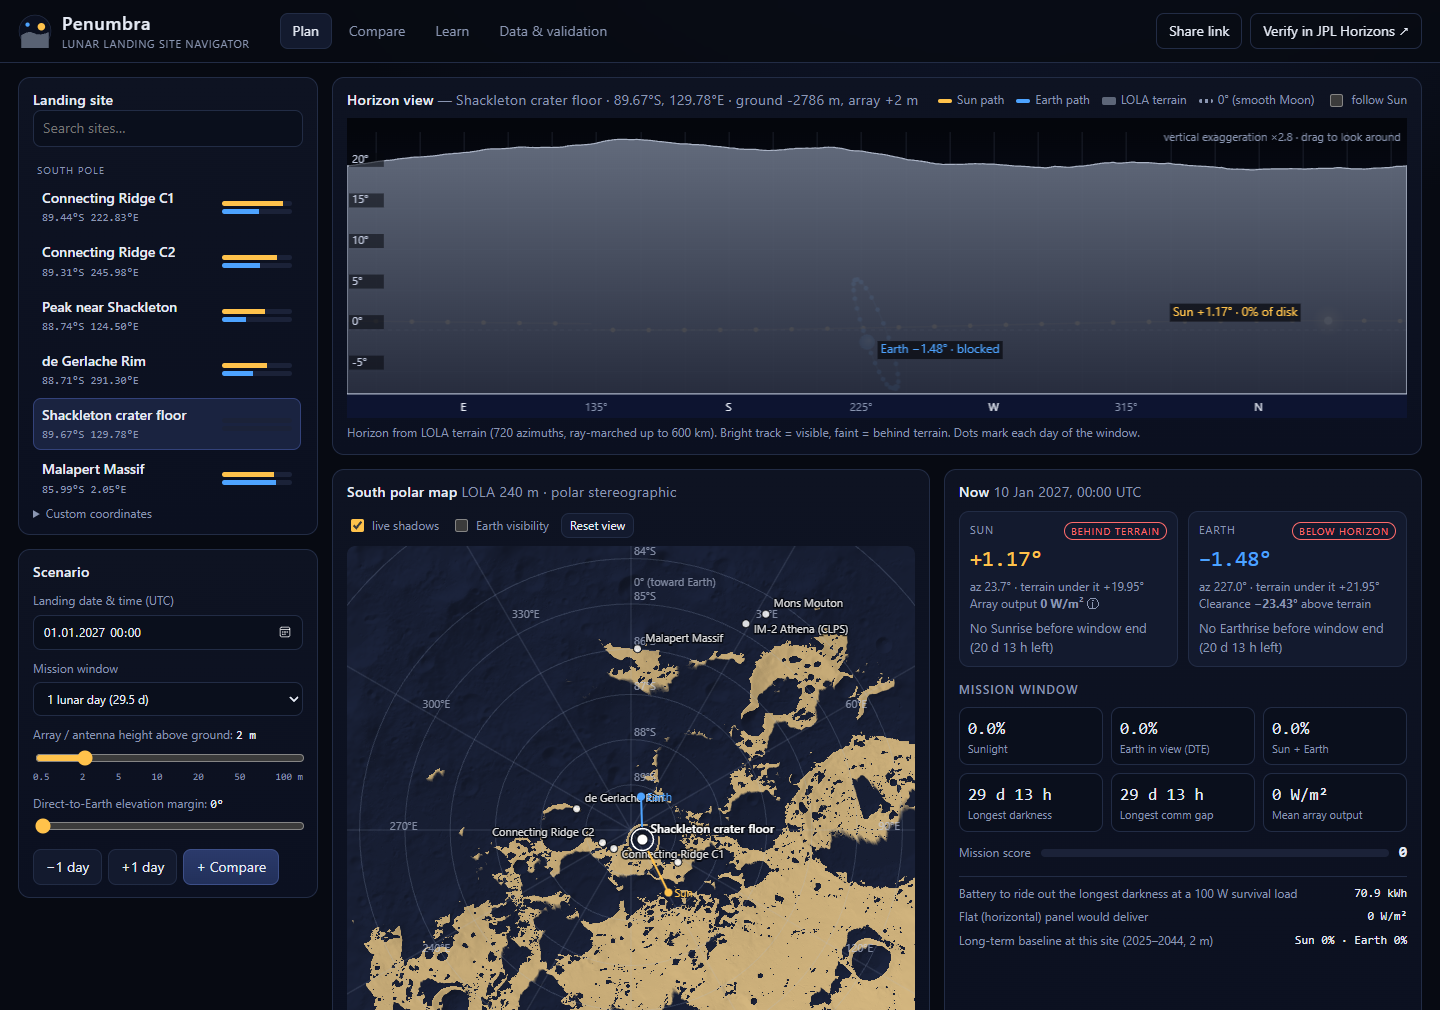 Penumbra
LUNAR LANDING SITE NAVIGATOR
Plan
Compare
Learn
Data & validation
Share link
Verify in JPL Horizons ↗
Landing site
Search sites...
SOUTH POLE
Connecting Ridge C1
89.44°S 222.83°E
Connecting Ridge C2
89.31°S 245.98°E
Peak near Shackleton
88.74°S 124.50°E
de Gerlache Rim
88.71°S 291.30°E
Shackleton crater floor
89.67°S 129.78°E
Malapert Massif
85.99°S 2.05°E
▶ Custom coordinates
Scenario
Landing date & time (UTC)
01.01.2027 00:00
Mission window
1 lunar day (29.5 d)
Array / antenna height above ground: 2 m
0.5 2 5 10 20 50 100 m
Direct-to-Earth elevation margin: 0°
−1 day
+1 day
+ Compare
Horizon view — Shackleton crater floor · 89.67°S, 129.78°E · ground -2786 m, array +2 m
Sun path
Earth path
LOLA terrain
0° (smooth Moon)
follow Sun
vertical exaggeration ×2.8 · drag to look around
20°
15°
10°
5°
0°
-5°
Sun +1.17° · 0% of disk
Earth −1.48° · blocked
E 135° S 225° W 315° N
Horizon from LOLA terrain (720 azimuths, ray-marched up to 600 km). Bright track = visible, faint = behind terrain. Dots mark each day of the window.
South polar map LOLA 240 m · polar stereographic
live shadows
Earth visibility
Reset view
84°S
0° (toward Earth)
85°S
330°E
Mons Mouton
IM-2 Athena (CLPS)
Malapert Massif
300°E
60°E
88°S
de Gerlache Rim
270°E
Connecting Ridge C2
Shackleton crater floor
Connecting Ridge C1
Sun
240°E
Now 10 Jan 2027, 00:00 UTC
SUN
BEHIND TERRAIN
+1.17°
az 23.7° · terrain under it +19.95°
Array output 0 W/m² ⓘ
No Sunrise before window end
(20 d 13 h left)
EARTH
BELOW HORIZON
−1.48°
az 227.0° · terrain under it +21.95°
Clearance −23.43° above terrain
No Earthrise before window end
(20 d 13 h left)
MISSION WINDOW
0.0%
Sunlight
0.0%
Earth in view (DTE)
0.0%
Sun + Earth
29 d 13 h
Longest darkness
29 d 13 h
Longest comm gap
0 W/m²
Mean array output
Mission score 0
Battery to ride out the longest darkness at a 100 W survival load 70.9 kWh
Flat (horizontal) panel would deliver 0 W/m²
Long-term baseline at this site (2025–2044, 2 m) Sun 0% · Earth 0%